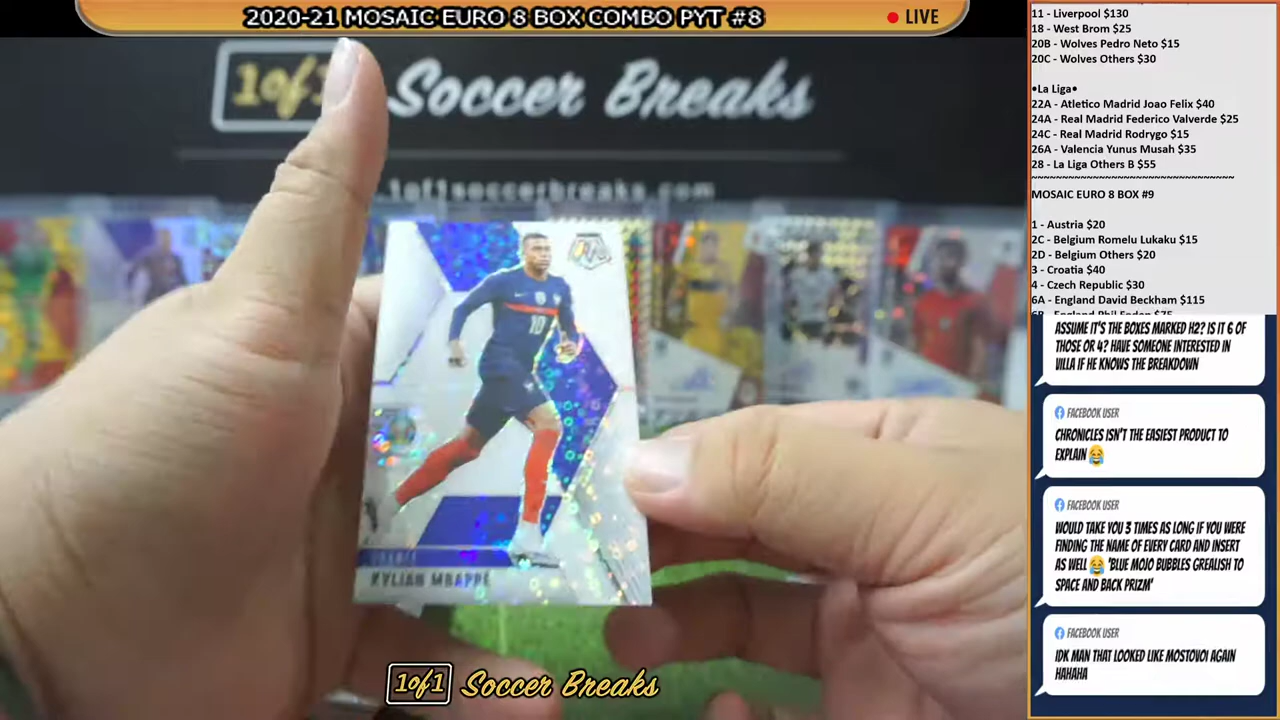 2020-21 MOSAIC EURO 8 BOX COMBO PYT #8
LIVE
1of1 Soccer Breaks
1of1soccerbreaks.com
10
FRANCE
KYLIAN MBAPPÉ
1of1 Soccer Breaks
11 - Liverpool $130
18 - West Brom $25
20B - Wolves Pedro Neto $15
20C - Wolves Others $30
•La Liga•
22A - Atletico Madrid Joao Felix $40
24A - Real Madrid Federico Valverde $25
24C - Real Madrid Rodrygo $15
26A - Valencia Yunus Musah $35
28 - La Liga Others B $55
~~~~~~~~~~~~~~~~~~~~~~~~~~~~~~~~
MOSAIC EURO 8 BOX #9
1 - Austria $20
2C - Belgium Romelu Lukaku $15
2D - Belgium Others $20
3 - Croatia $40
4 - Czech Republic $30
6A - England David Beckham $115
ASSUME IT'S THE BOXES MARKED H2? IS IT 6 OF
THOSE OR 4? HAVE SOMEONE INTERESTED IN
VILLA IF HE KNOWS THE BREAKDOWN
FACEBOOK USER
CHRONICLES ISN'T THE EASIEST PRODUCT TO
EXPLAIN 😂
FACEBOOK USER
WOULD TAKE YOU 3 TIMES AS LONG IF YOU WERE
FINDING THE NAME OF EVERY CARD AND INSERT
AS WELL 😂 'BLUE MOJO BUBBLES GREALISH TO
SPACE AND BACK PRIZM'
FACEBOOK USER
IDK MAN THAT LOOKED LIKE MOSTOVOI AGAIN
HAHAHA